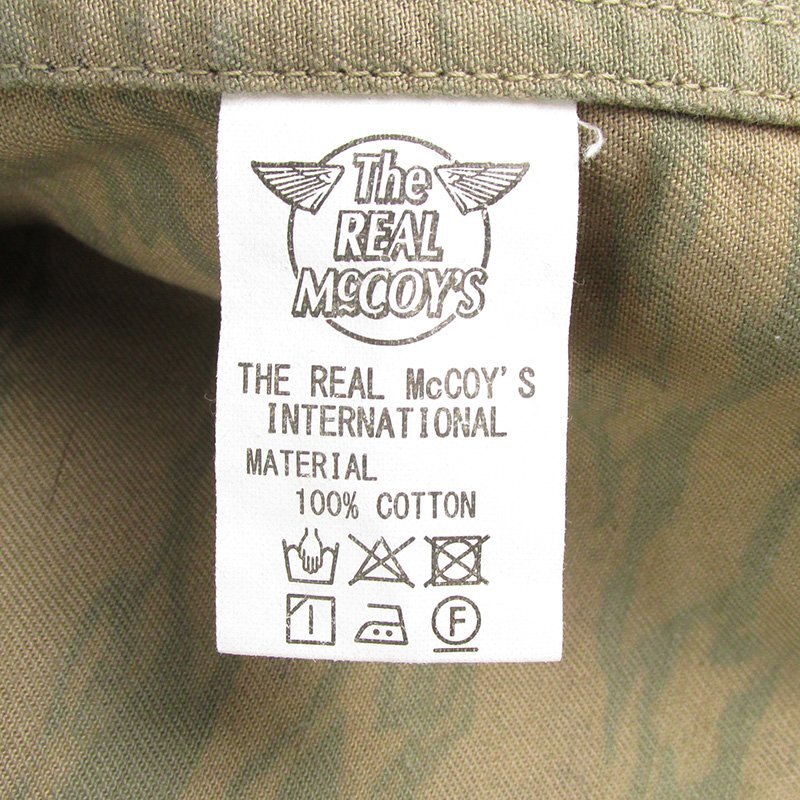 The
REAL
McCOY'S
THE REAL McCOY'S
INTERNATIONAL
MATERIAL
100% COTTON
F